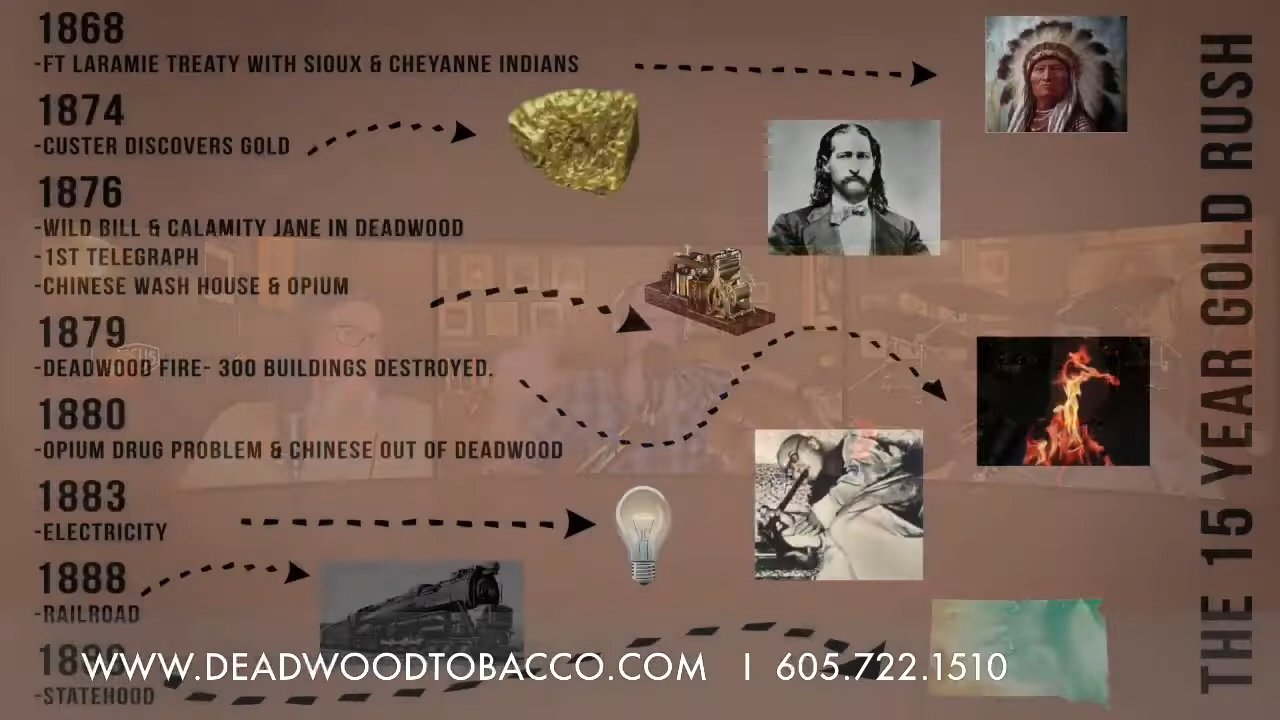 1868
-FT LARAMIE TREATY WITH SIOUX & CHEYANNE INDIANS
1874
-CUSTER DISCOVERS GOLD
1876
-WILD BILL & CALAMITY JANE IN DEADWOOD
-1ST TELEGRAPH
-CHINESE WASH HOUSE & OPIUM
1879
-DEADWOOD FIRE- 300 BUILDINGS DESTROYED.
1880
-OPIUM DRUG PROBLEM & CHINESE OUT OF DEADWOOD
1883
-ELECTRICITY
1888
-RAILROAD
-STATEHOOD
WWW.DEADWOODTOBACCO.COM | 605.722.1510
THE 15 YEAR GOLD RUSH